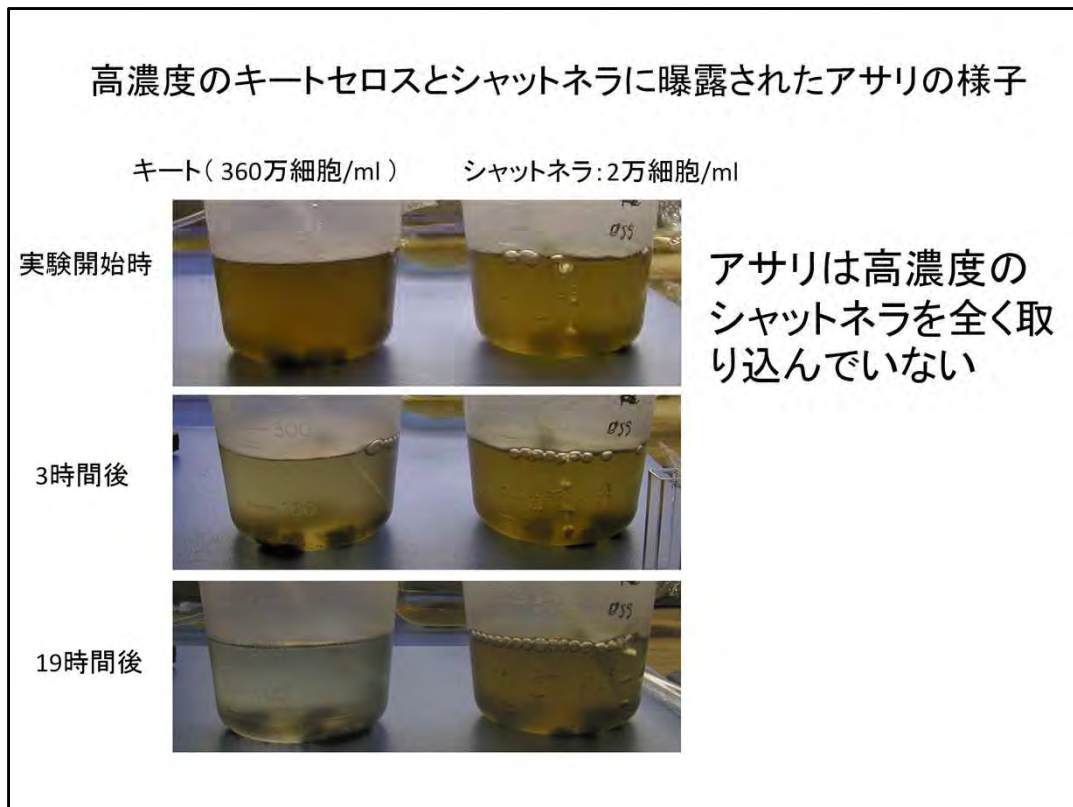 高濃度のキートセロスとシャットネラに曝露されたアサリの様子
キート( 360万細胞/ml )
シャットネラ:2万細胞/ml
実験開始時
アサリは高濃度の
シャットネラを全く取
り込んでいない
3時間後
300
19時間後